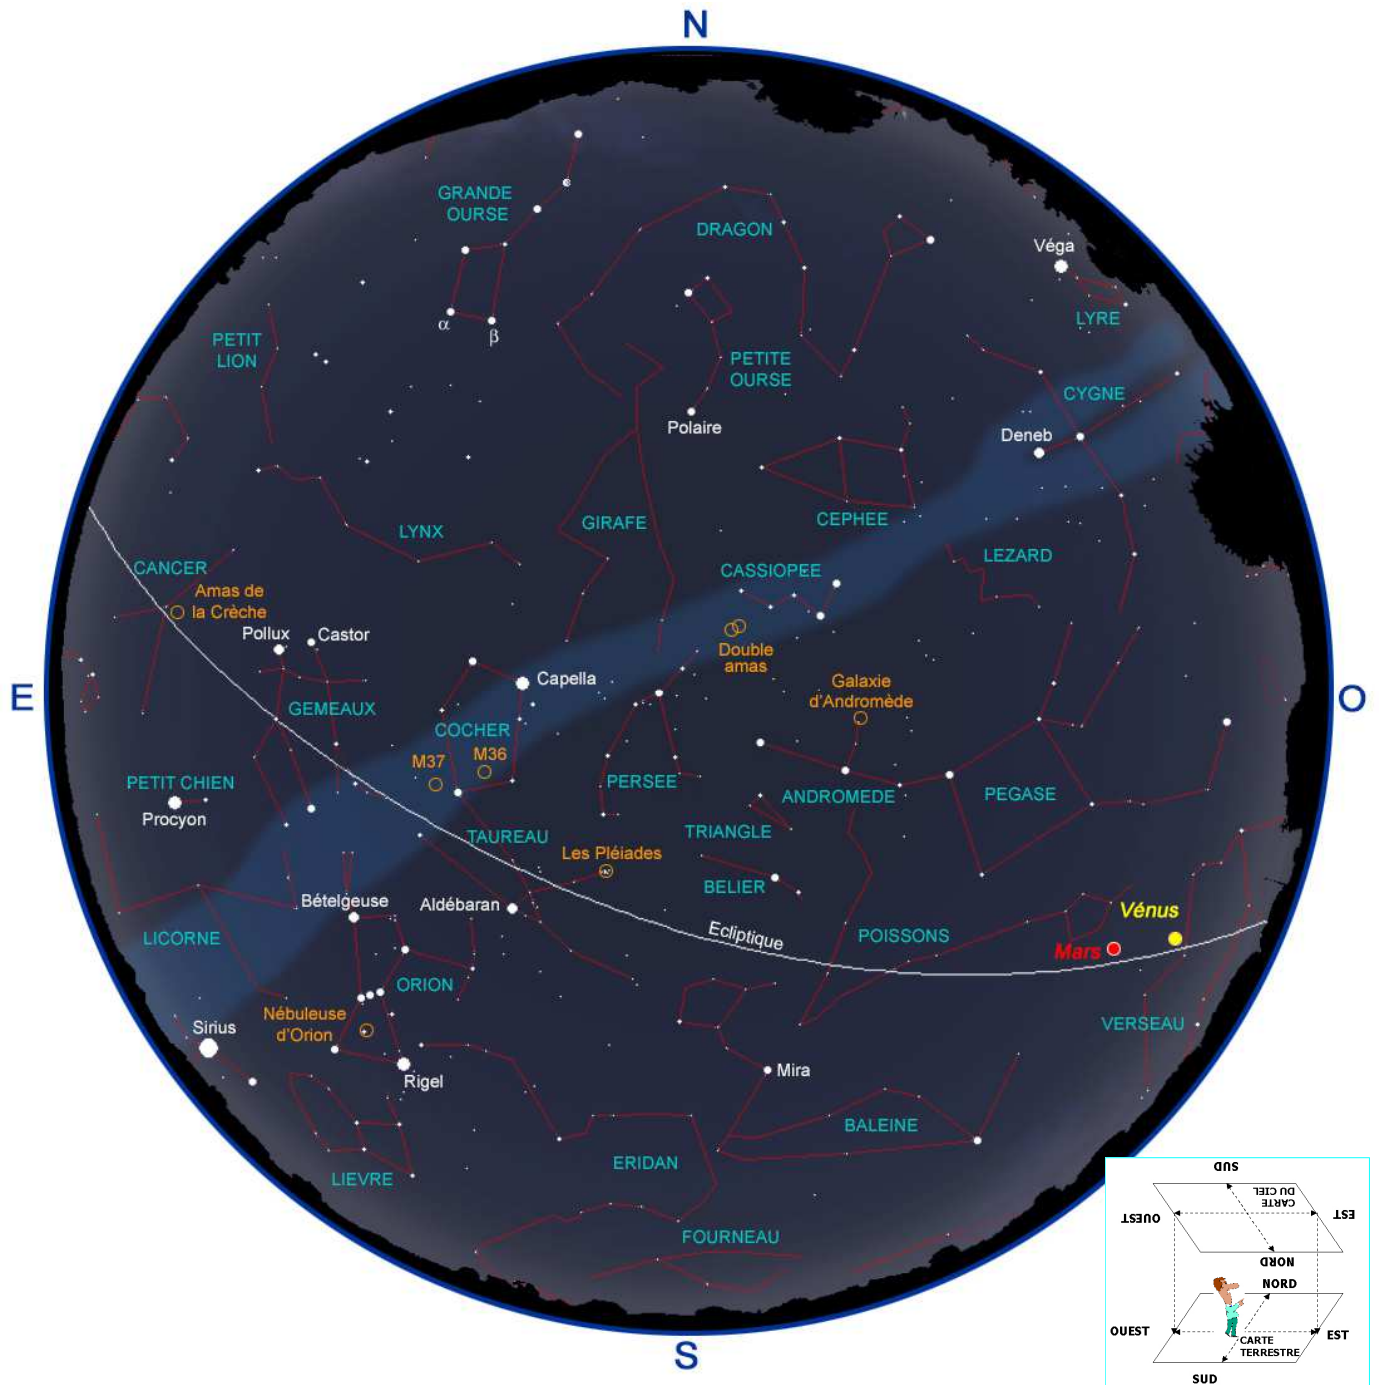 N
GRANDE
OURSE
DRAGON
Véga
LYRE
α
β
PETIT
LION
PETITE
OURSE
CYGNE
Polaire
Deneb
CEPHEE
GIRAFE
LYNX
LEZARD
CANCER
CASSIOPEE
Amas de
la Crèche
Pollux
Castor
Double
amas
Capella
Galaxie
d'Andromède
E
O
GEMEAUX
COCHER
M37
M36
PETIT CHIEN
Procyon
PERSEE
ANDROMEDE
PEGASE
TAUREAU
TRIANGLE
Les Pléiades
BELIER
Bételgeuse
Aldébaran
Vénus
LICORNE
Ecliptique
POISSONS
Mars
ORION
Nébuleuse
d'Orion
Sirius
VERSEAU
Rigel
Mira
BALEINE
LIEVRE
ERIDAN
FOURNEAU
S
SUD
CARTE
DU CIEL
OUEST
EST
NORD
NORD
OUEST
EST
CARTE
TERRESTRE
SUD